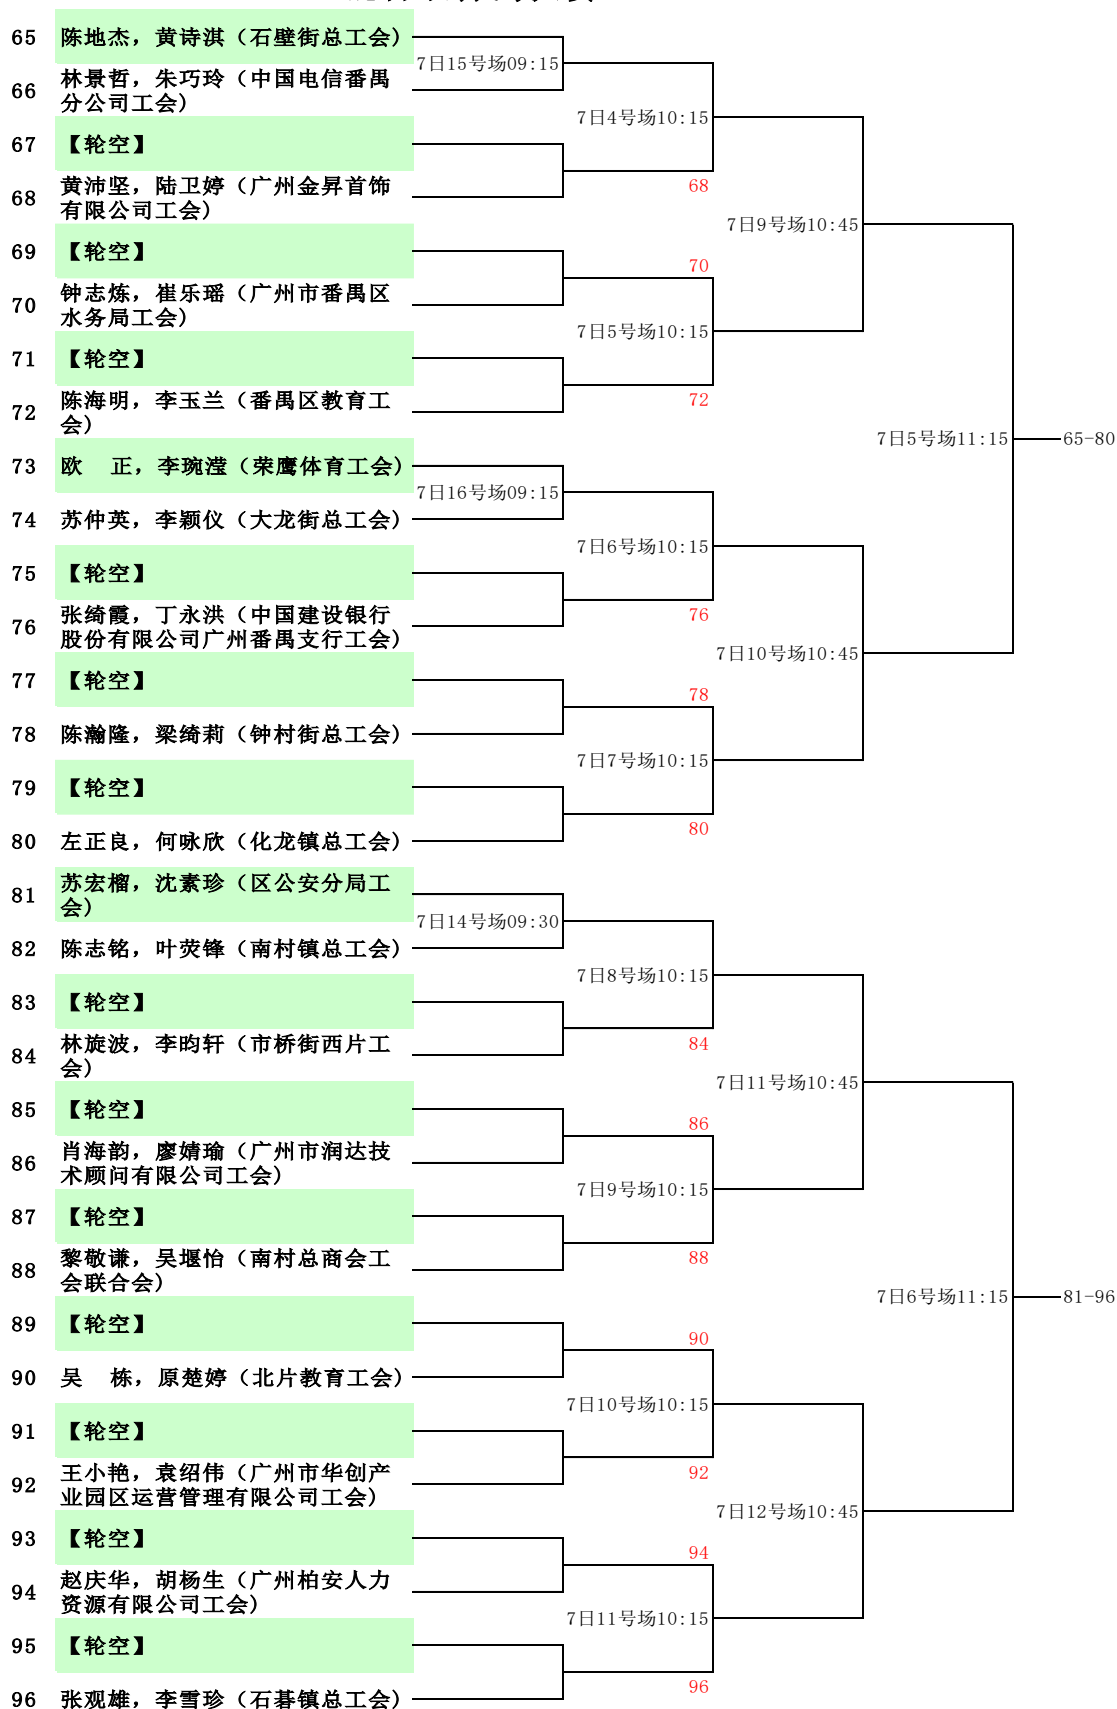 65 陈地杰，黄诗淇（石壁街总工会）
7日15号场09:15
66 林景哲，朱巧玲（中国电信番禺
分公司工会）
7日4号场10:15
67 【轮空】
68 黄沛坚，陆卫婷（广州金昇首饰
有限公司工会）
68
7日9号场10:45
69 【轮空】
70
70 钟志炼，崔乐瑶（广州市番禺区
水务局工会）
7日5号场10:15
71 【轮空】
72 陈海明，李玉兰（番禺区教育工
会）
72
7日5号场11:15
65-80
73 欧　正，李琬滢（荣鹰体育工会）
7日16号场09:15
74 苏仲英，李颖仪（大龙街总工会）
7日6号场10:15
75 【轮空】
76 张绮霞，丁永洪（中国建设银行
股份有限公司广州番禺支行工会）
76
7日10号场10:45
77 【轮空】
78
78 陈瀚隆，梁绮莉（钟村街总工会）
7日7号场10:15
79 【轮空】
80
80 左正良，何咏欣（化龙镇总工会）
81 苏宏榴，沈素珍（区公安分局工
会）
7日14号场09:30
82 陈志铭，叶荧锋（南村镇总工会）
7日8号场10:15
83 【轮空】
84 林旋波，李昀轩（市桥街西片工
会）
84
7日11号场10:45
85 【轮空】
86
86 肖海韵，廖婧瑜（广州市润达技
术顾问有限公司工会）
7日9号场10:15
87 【轮空】
88 黎敬谦，吴堰怡（南村总商会工
会联合会）
88
7日6号场11:15
81-96
89 【轮空】
90
90 吴　栋，原楚婷（北片教育工会）
7日10号场10:15
91 【轮空】
92 王小艳，袁绍伟（广州市华创产
业园区运营管理有限公司工会）
92
7日12号场10:45
93 【轮空】
94
94 赵庆华，胡杨生（广州柏安人力
资源有限公司工会）
7日11号场10:15
95 【轮空】
96
96 张观雄，李雪珍（石碁镇总工会）